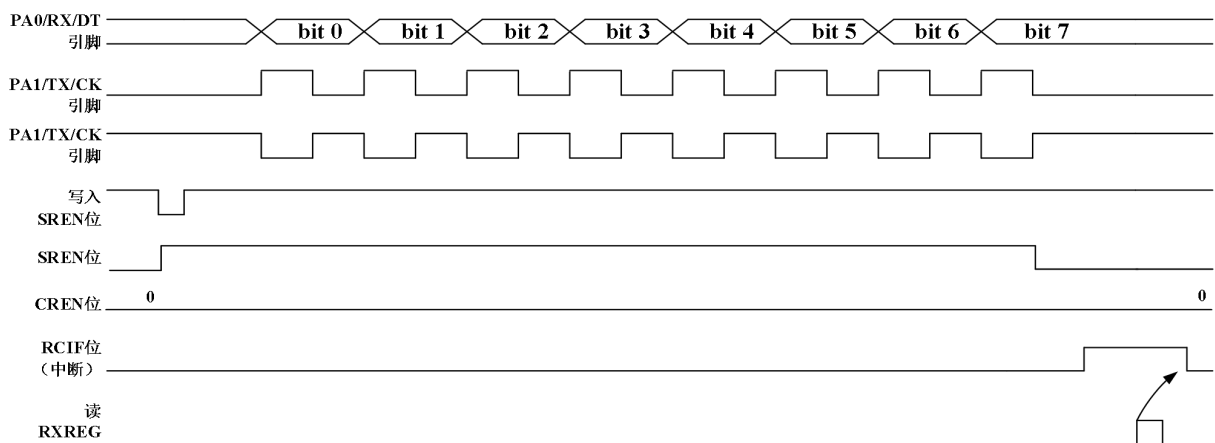 PA0/RX/DT
引脚
bit 0 bit 1 bit 2 bit 3 bit 4 bit 5 bit 6 bit 7
PA1/TX/CK
引脚
PA1/TX/CK
引脚
写入
SREN位
SREN位
CREN位 0 0
RCIF位
（中断）
读
RXREG